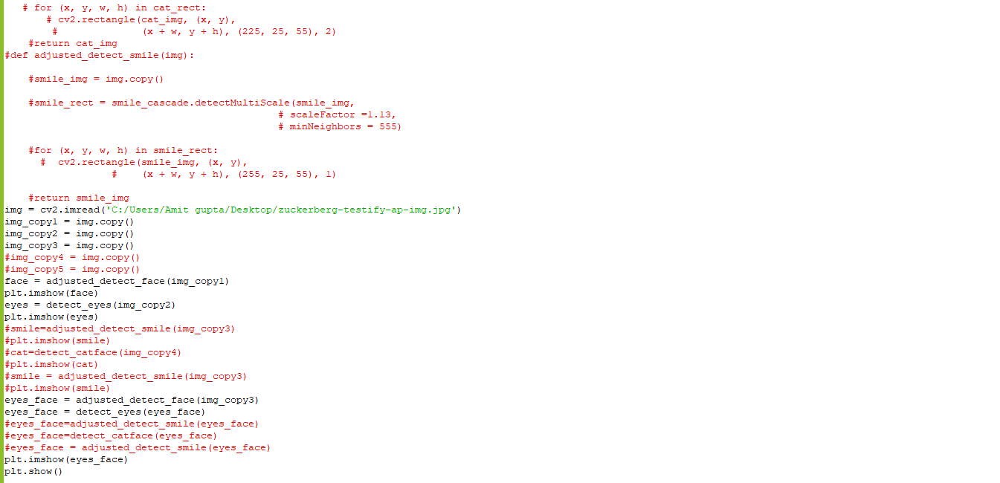 # for (x, y, w, h) in cat_rect:
# cv2.rectangle(cat_img, (x, y),
# (x + w, y + h), (225, 25, 55), 2)
#return cat_img
#def adjusted_detect_smile(img):
#smile_img = img.copy()
#smile_rect = smile_cascade.detectMultiScale(smile_img,
# scaleFactor =1.13,
# minNeighbors = 555)
#for (x, y, w, h) in smile_rect:
# cv2.rectangle(smile_img, (x, y),
# (x + w, y + h), (255, 25, 55), 1)
#return smile_img
img = cv2.imread('C:/Users/Amit gupta/Desktop/zuckerberg-testify-ap-img.jpg')
img_copy1 = img.copy()
img_copy2 = img.copy()
img_copy3 = img.copy()
#img_copy4 = img.copy()
#img_copy5 = img.copy()
face = adjusted_detect_face(img_copy1)
plt.imshow(face)
eyes = detect_eyes(img_copy2)
plt.imshow(eyes)
#smile=adjusted_detect_smile(img_copy3)
#plt.imshow(smile)
#cat=detect_catface(img_copy4)
#plt.imshow(cat)
#smile = adjusted_detect_smile(img_copy3)
#plt.imshow(smile)
eyes_face = adjusted_detect_face(img_copy3)
eyes_face = detect_eyes(eyes_face)
#eyes_face=adjusted_detect_smile(eyes_face)
#eyes_face=detect_catface(eyes_face)
#eyes_face = adjusted_detect_smile(eyes_face)
plt.imshow(eyes_face)
plt.show()